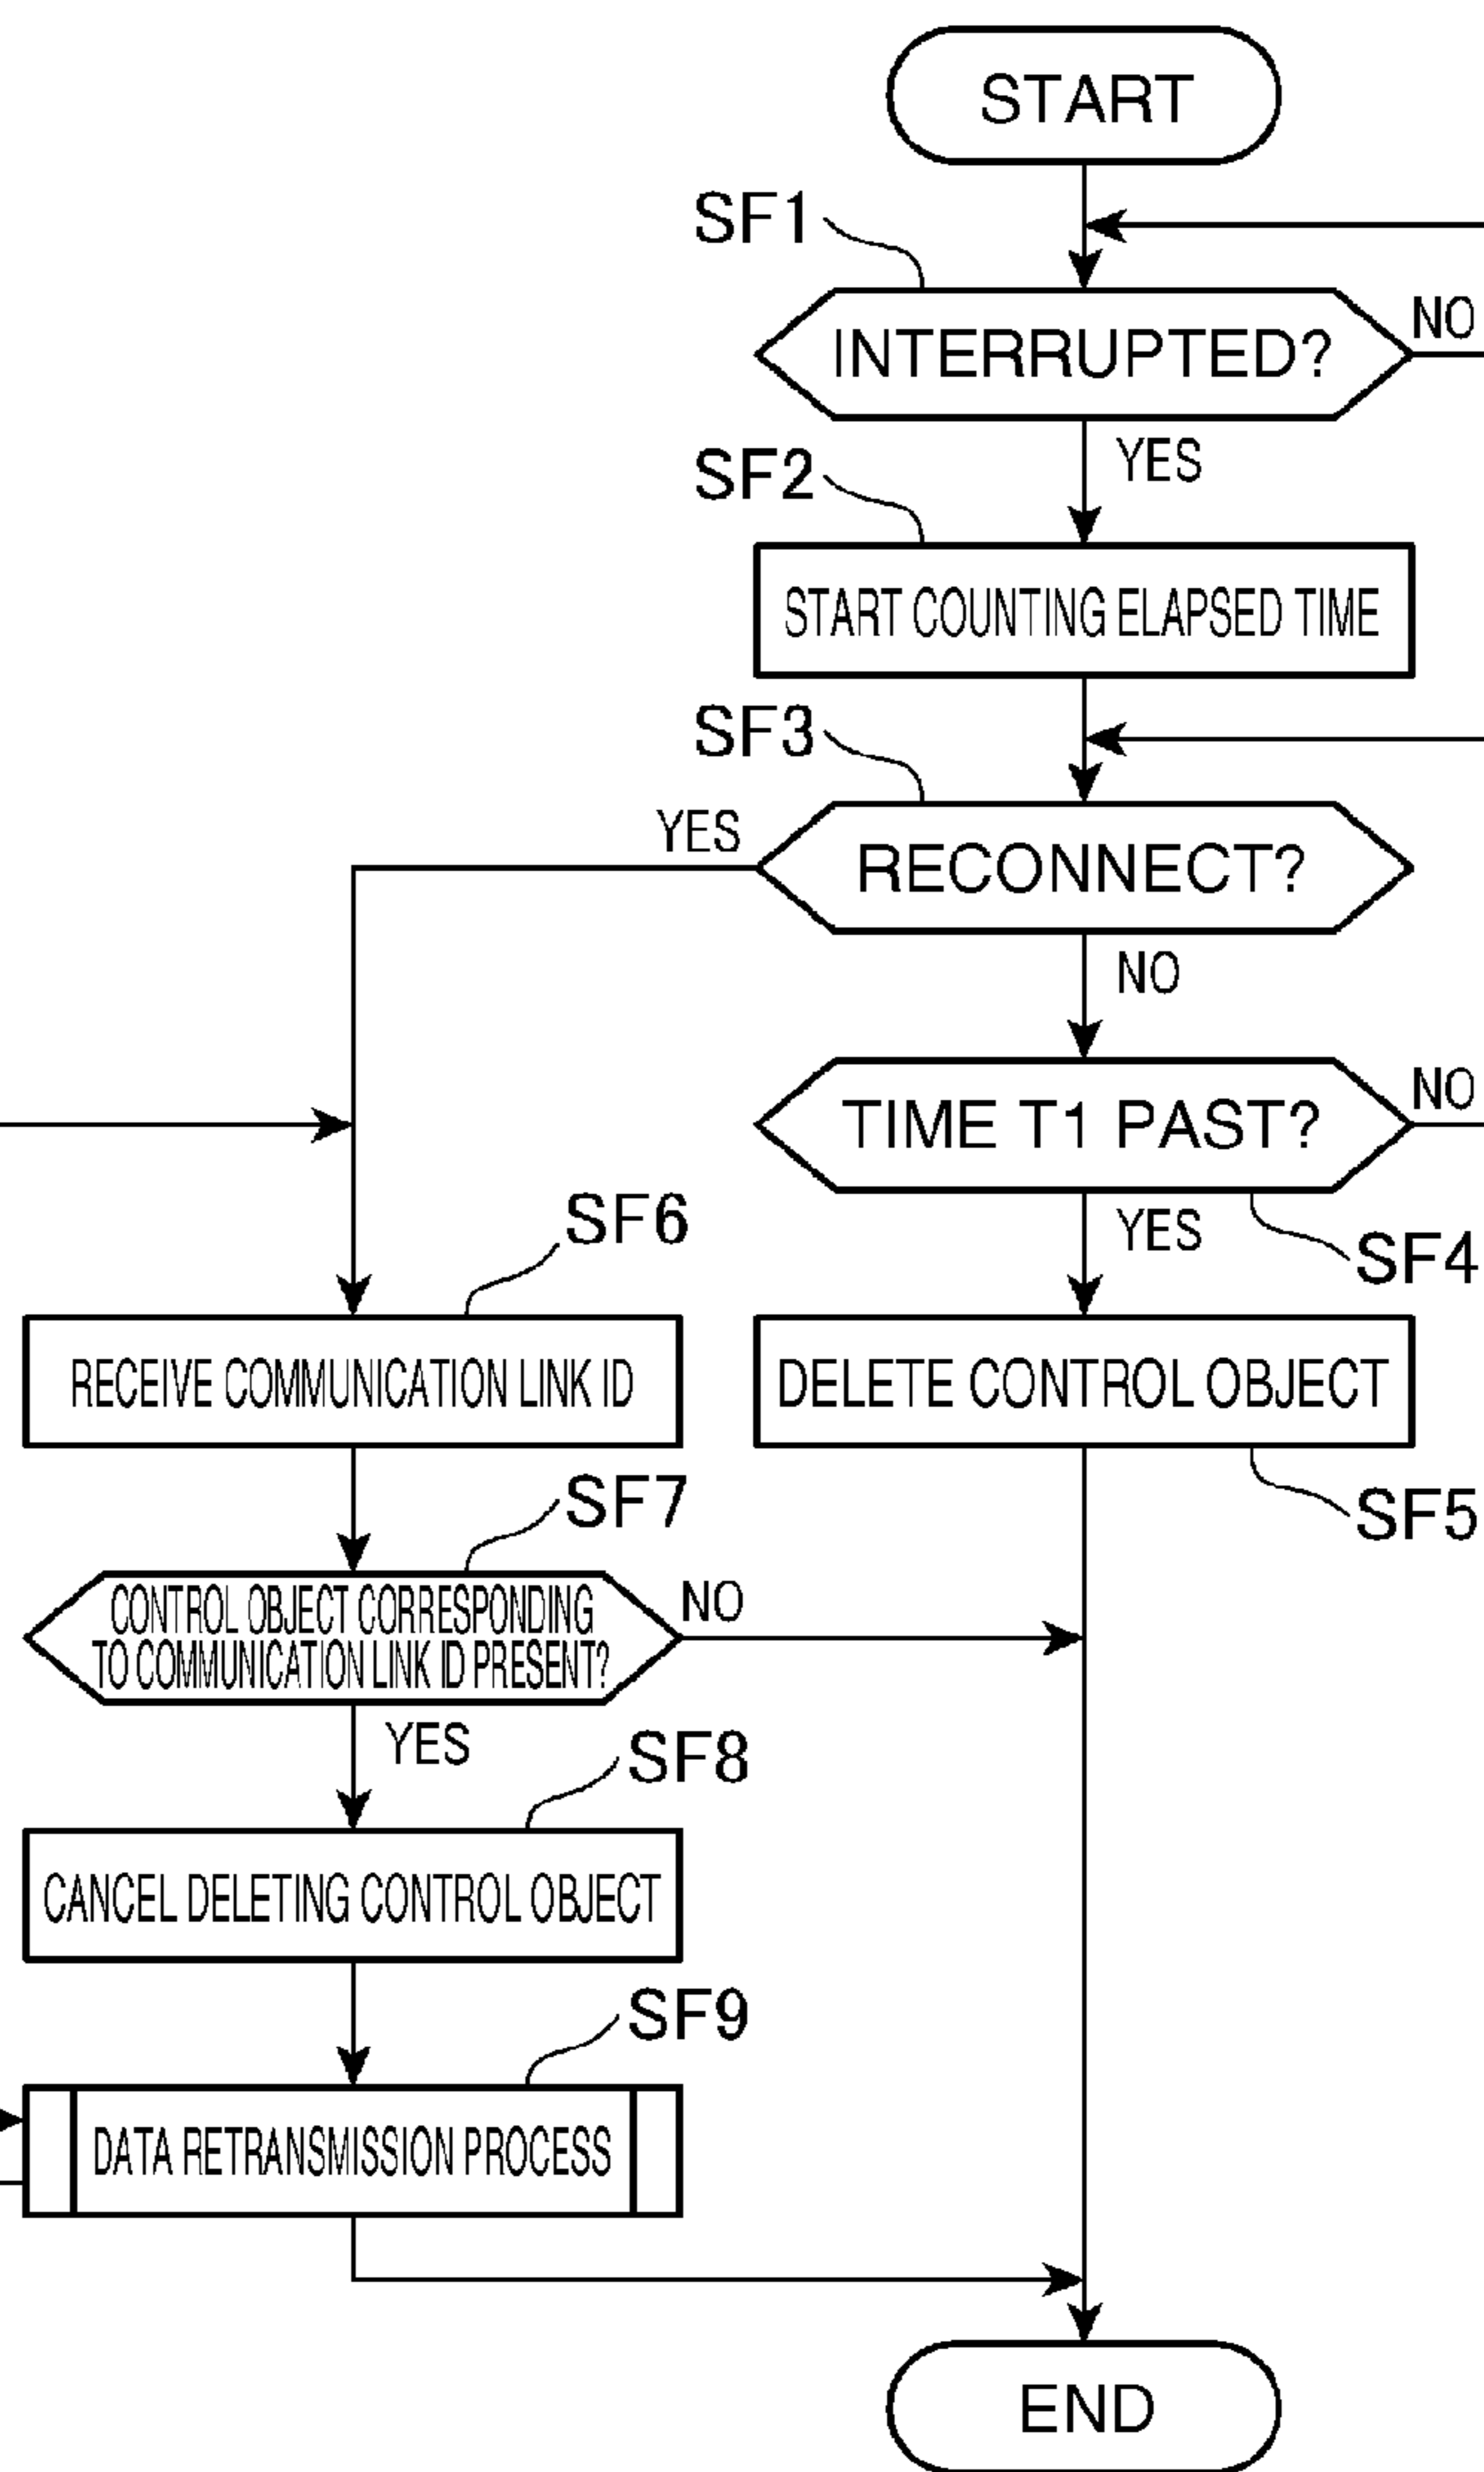 START
SF1
INTERRUPTED?
NO
YES
SF2
START COUNTING ELAPSED TIME
SF3
YES
RECONNECT?
NO
TIME T1 PAST?
NO
YES
SF4
SF6
RECEIVE COMMUNICATION LINK ID
DELETE CONTROL OBJECT
SF5
SF7
CONTROL OBJECT CORRESPONDING
TO COMMUNICATION LINK ID PRESENT?
NO
YES
SF8
CANCEL DELETING CONTROL OBJECT
SF9
DATA RETRANSMISSION PROCESS
END